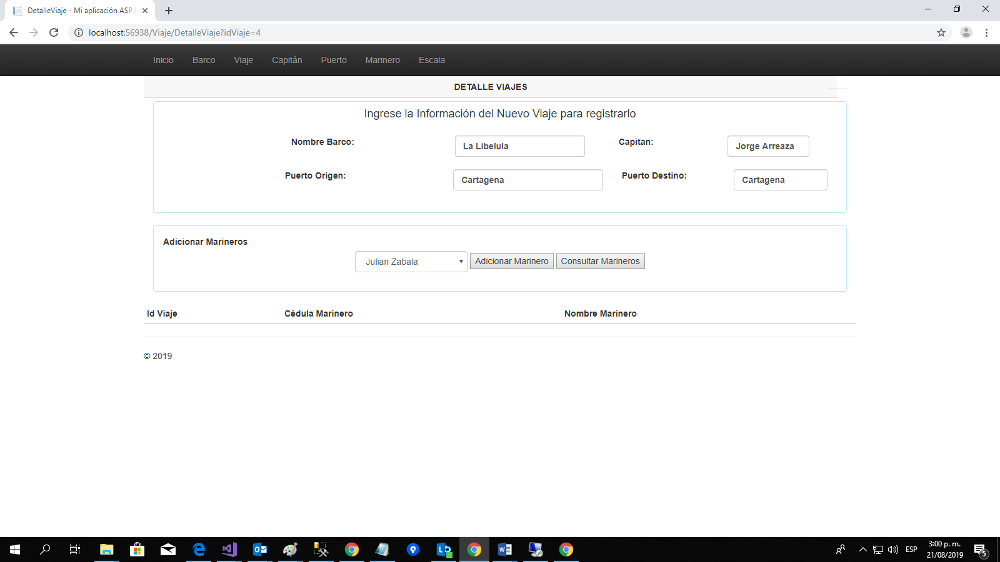 DetalleViaje - Mi aplicación ASP.N
localhost:56938/Viaje/DetalleViaje?idViaje=4
Inicio Barco Viaje Capitán Puerto Marinero Escala
DETALLE VIAJES
Ingrese la Información del Nuevo Viaje para registrarlo
Nombre Barco: La Libelula Capitan: Jorge Arreaza
Puerto Origen: Cartagena Puerto Destino: Cartagena
Adicionar Marineros
Julian Zabala Adicionar Marinero Consultar Marineros
Id Viaje Cédula Marinero Nombre Marinero
© 2019
ESP
3:00 p. m.
21/08/2019
5